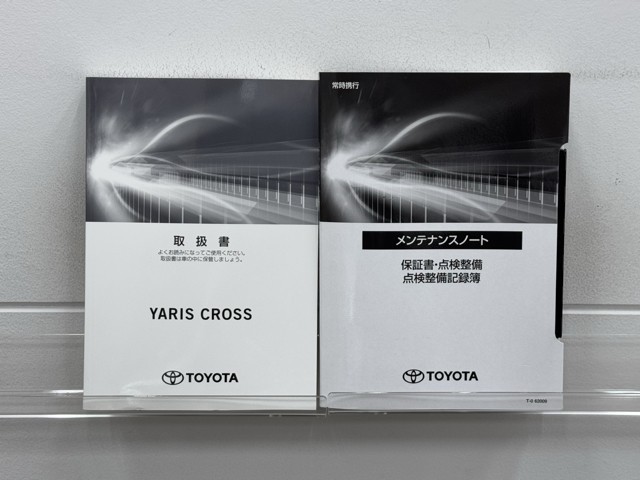 取扱書
よくお読みになってご使用ください。
取扱書は車の中に保管しましょう。
YARIS CROSS
TOYOTA
常時携行
メンテナンスノート
保証書・点検整備
点検整備記録簿
TOYOTA